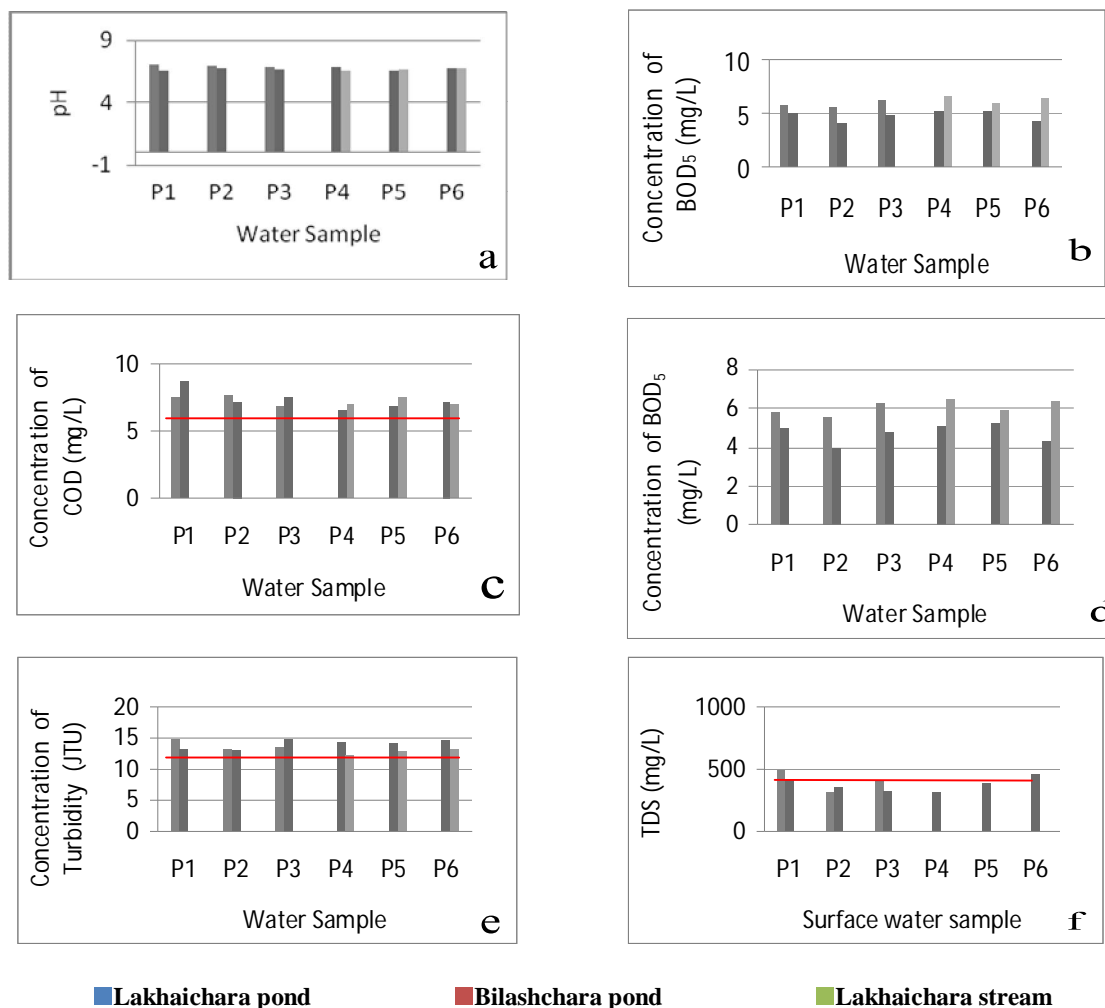 9
4
-1
pH
P1 P2 P3 P4 P5 P6
Water Sample
a
10
5
0
Concentration of
BOD₅ (mg/L)
P1 P2 P3 P4 P5 P6
Water Sample
b
10
5
0
Concentration of
COD (mg/L)
P1 P2 P3 P4 P5 P6
Water Sample
c
8
6
4
2
0
Concentration of BOD₅
(mg/L)
P1 P2 P3 P4 P5 P6
Water Sample
d
20
15
10
5
0
Concentration of
Turbidity (JTU)
P1 P2 P3 P4 P5 P6
Water Sample
e
1000
500
0
TDS (mg/L)
P1 P2 P3 P4 P5 P6
Surface water sample
f
Lakhaichara pond Bilashchara pond Lakhaichara stream